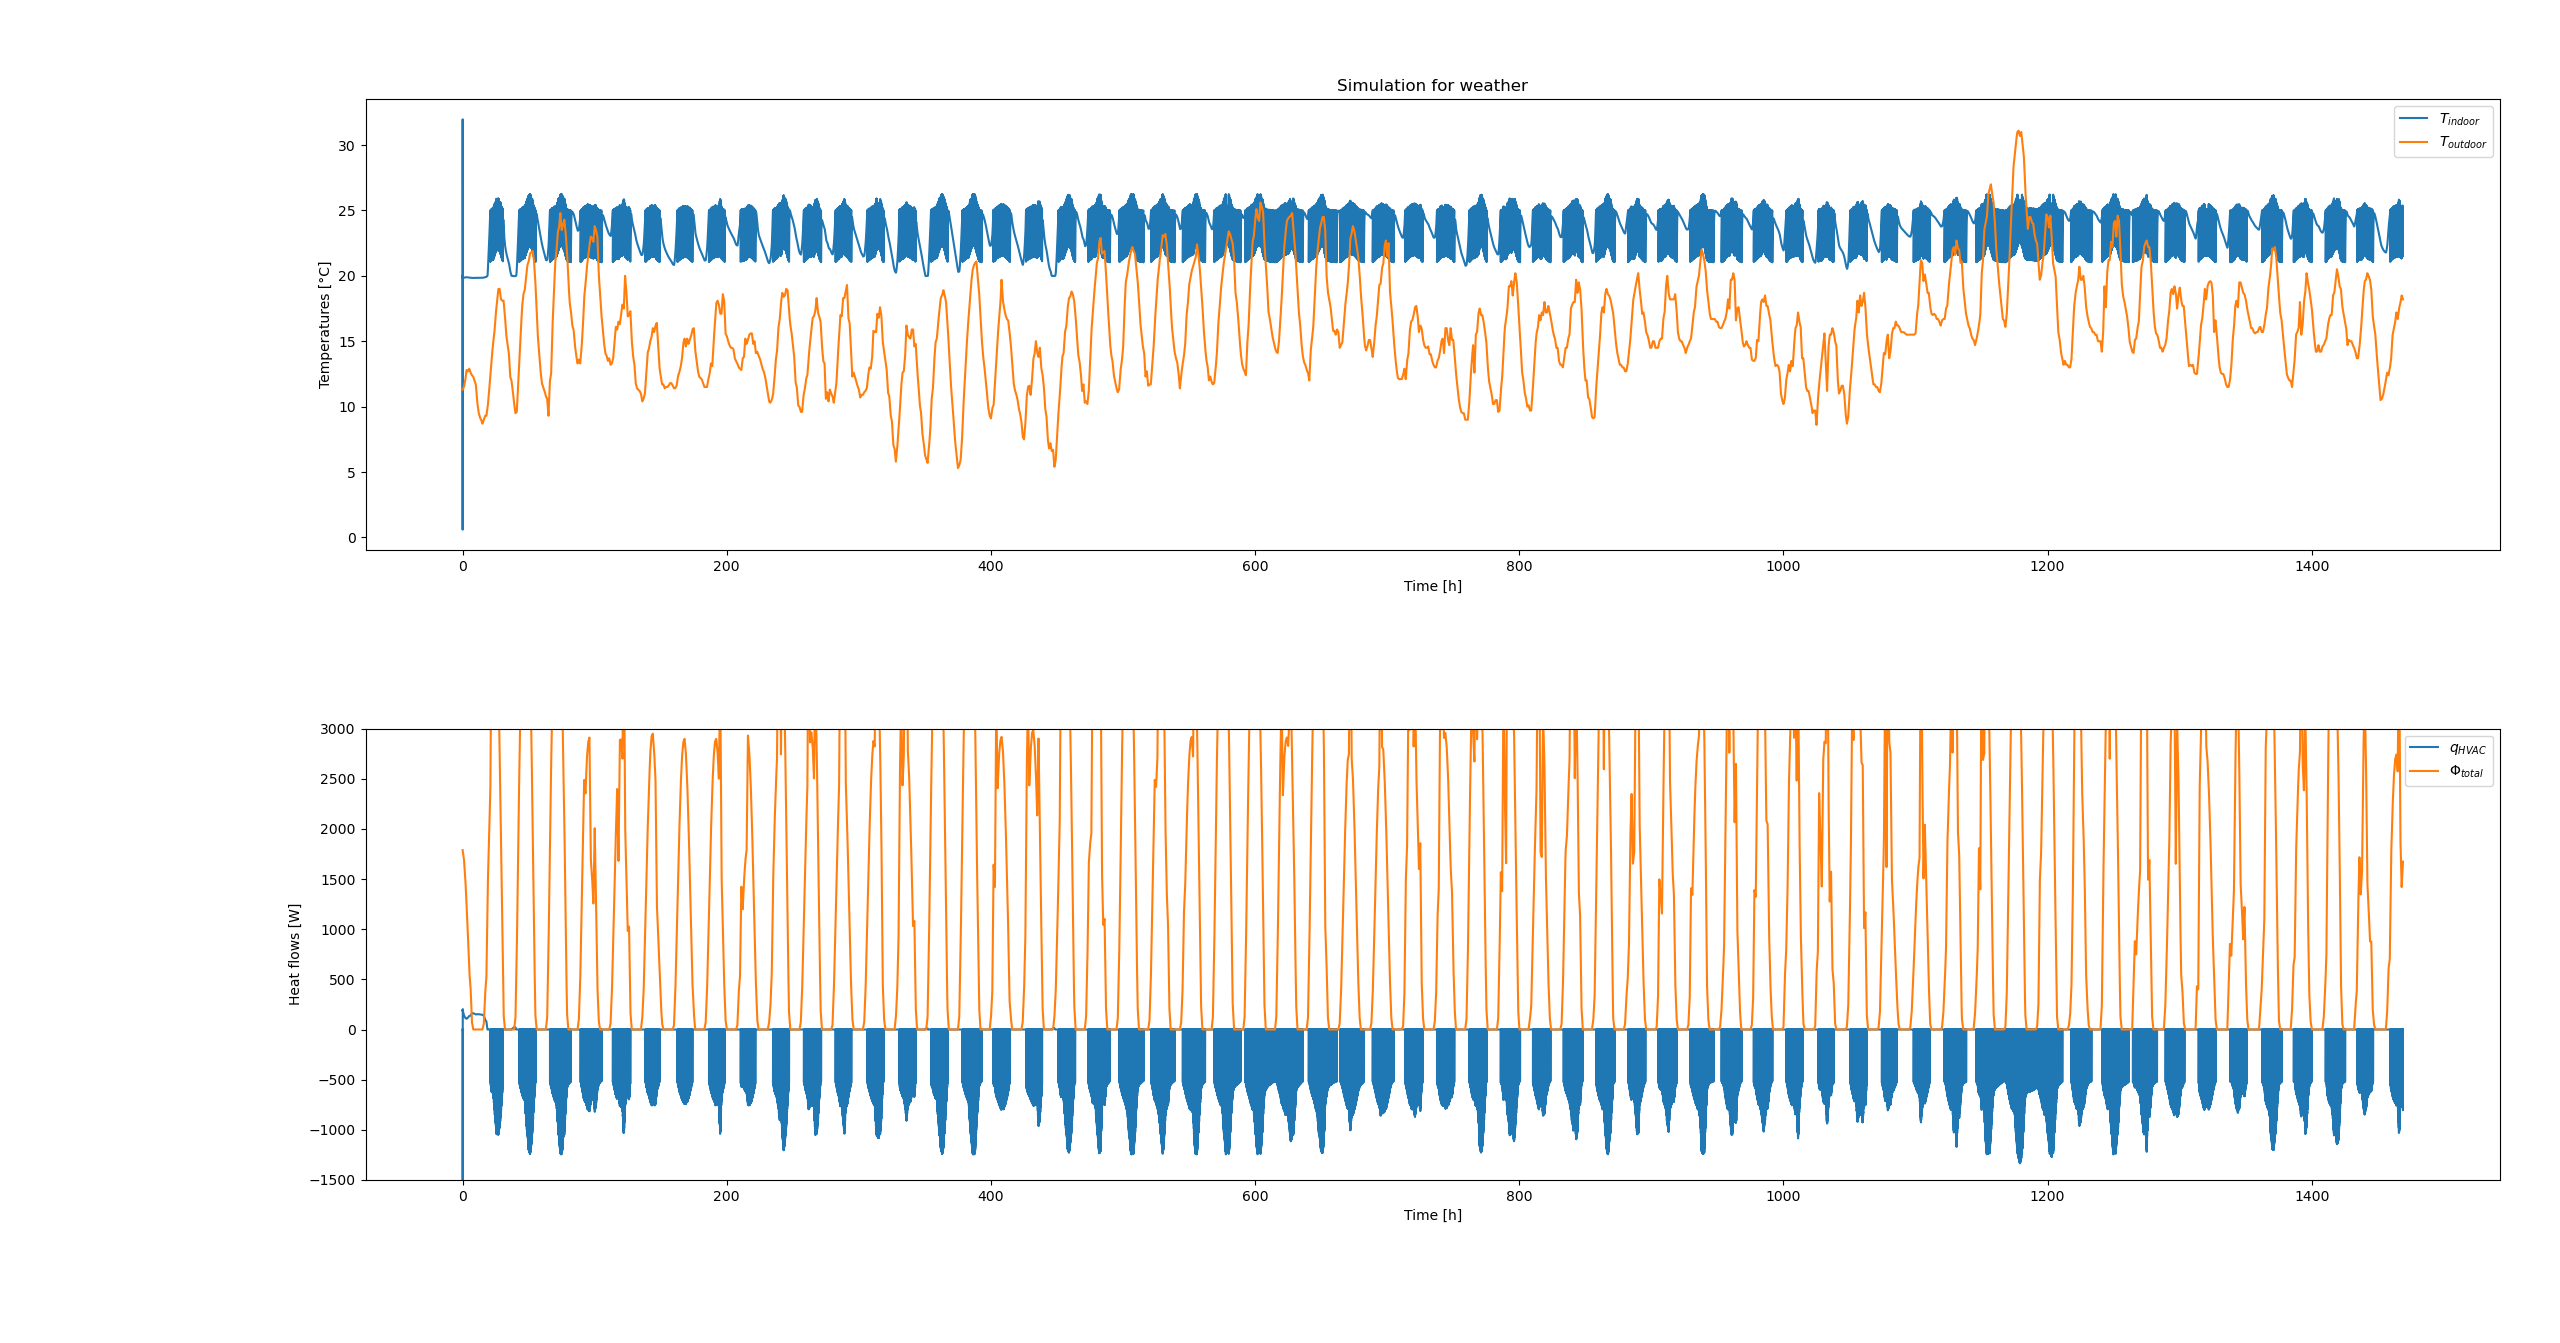 Simulation for weather
30
25
20
15
10
5
0
Temperatures [°C]
T_indoor
T_outdoor
0 200 400 600 800 1000 1200 1400
Time [h]
3000
2500
2000
1500
1000
500
0
−500
−1000
−1500
Heat flows [W]
q_HVAC
Φ_total
0 200 400 600 800 1000 1200 1400
Time [h]